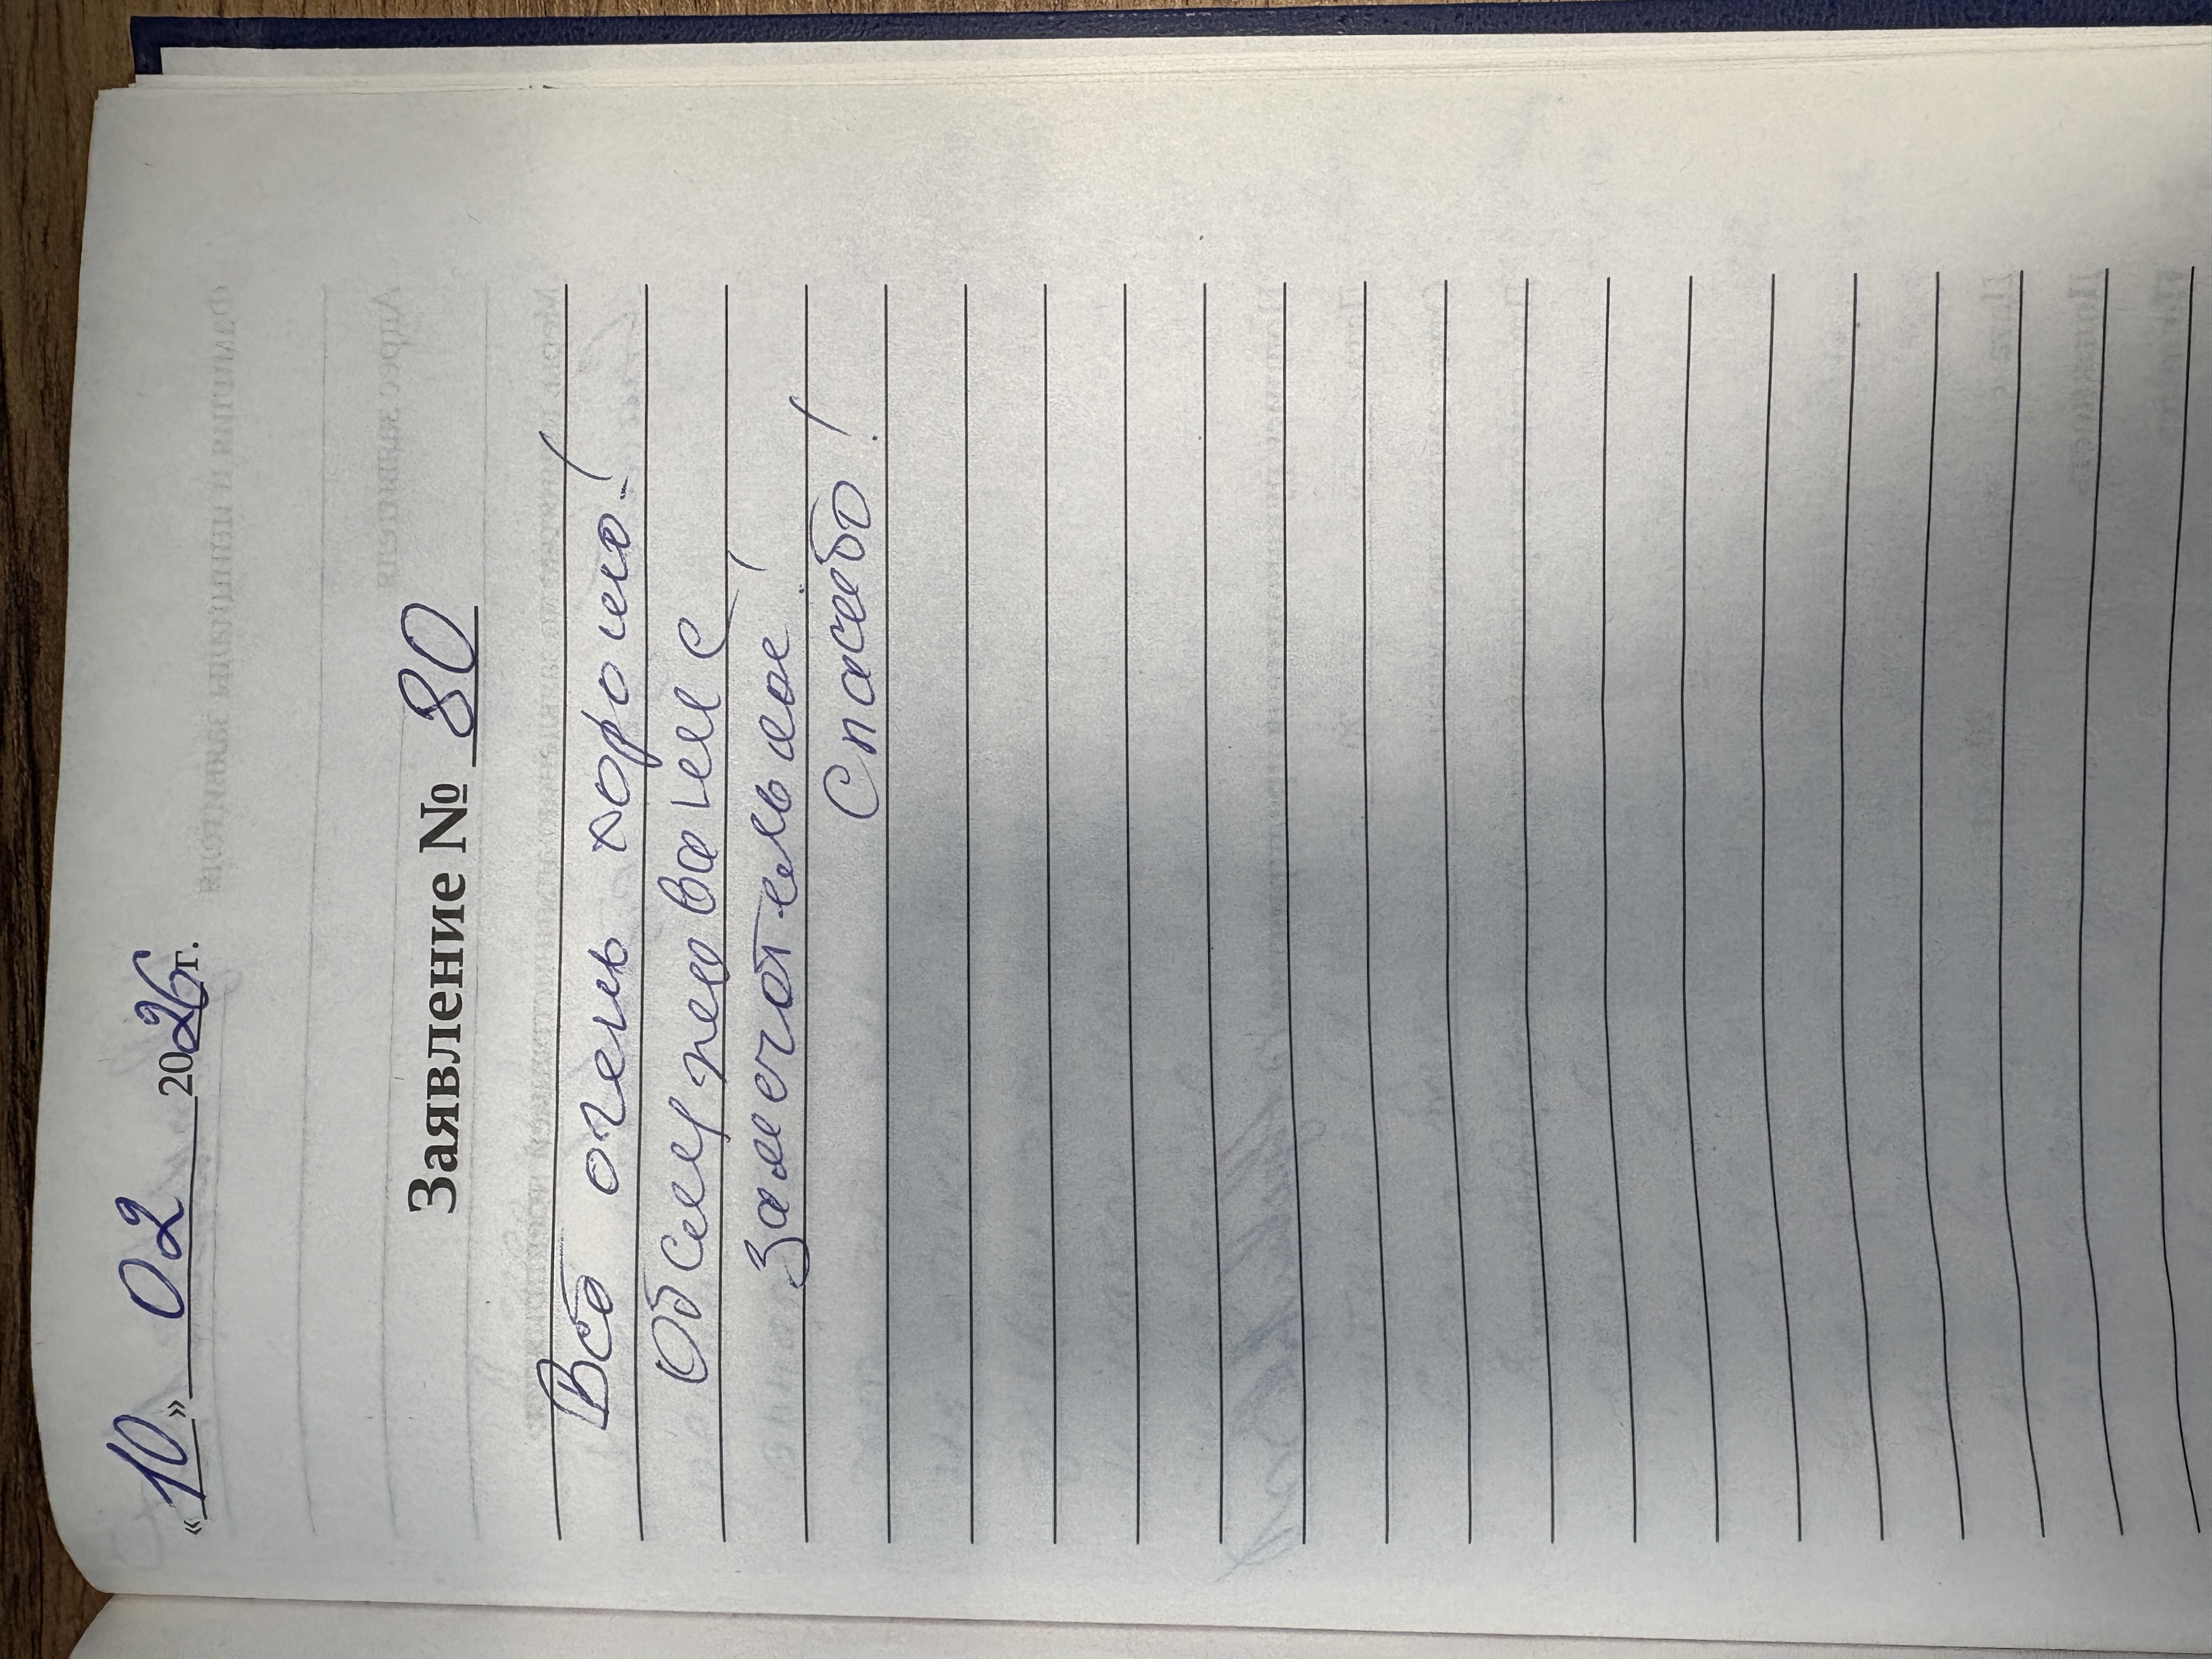 «10» 02 2026г.
Заявление № 80
Всё очень хорошо!
Обслуживание
замечательное!
Спасибо!